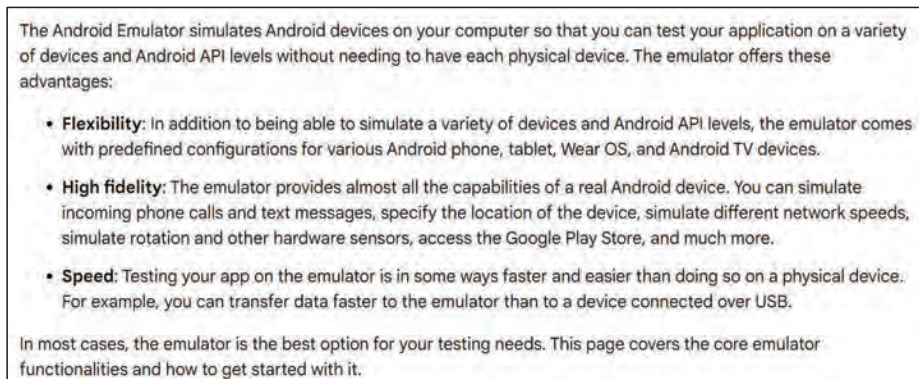 The Android Emulator simulates Android devices on your computer so that you can test your application on a variety
of devices and Android API levels without needing to have each physical device. The emulator offers these
advantages:
• Flexibility: In addition to being able to simulate a variety of devices and Android API levels, the emulator comes
with predefined configurations for various Android phone, tablet, Wear OS, and Android TV devices.
• High fidelity: The emulator provides almost all the capabilities of a real Android device. You can simulate
incoming phone calls and text messages, specify the location of the device, simulate different network speeds,
simulate rotation and other hardware sensors, access the Google Play Store, and much more.
• Speed: Testing your app on the emulator is in some ways faster and easier than doing so on a physical device.
For example, you can transfer data faster to the emulator than to a device connected over USB.
In most cases, the emulator is the best option for your testing needs. This page covers the core emulator
functionalities and how to get started with it.